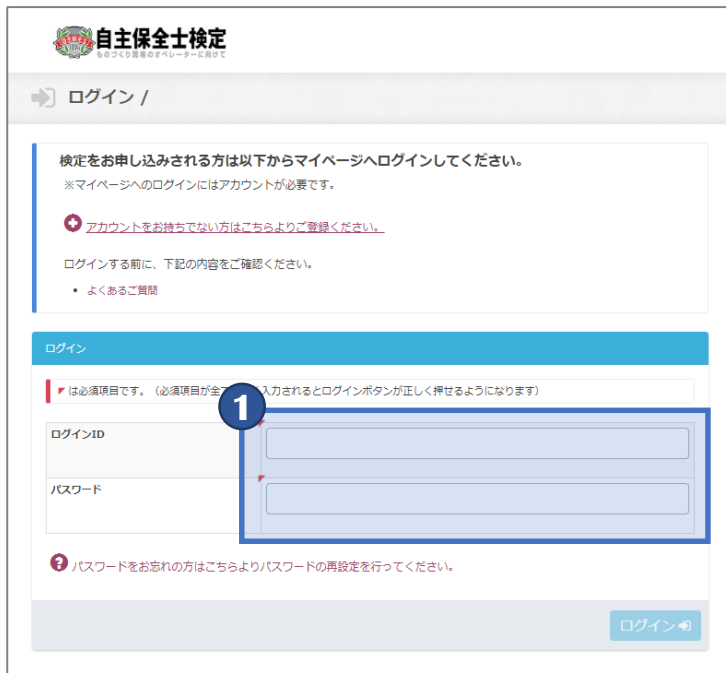 自主保全士検定
ものづくり現場のオペレーターに向けて
ログイン /
検定をお申し込みされる方は以下からマイページへログインしてください。
※マイページへのログインにはアカウントが必要です。
アカウントをお持ちでない方はこちらよりご登録ください。
ログインする前に、下記の内容をご確認ください。
• よくあるご質問
ログイン
は必須項目です。（必須項目が全て 入力されるとログインボタンが正しく押せるようになります）
1
ログインID
パスワード
パスワードをお忘れの方はこちらよりパスワードの再設定を行ってください。
ログイン